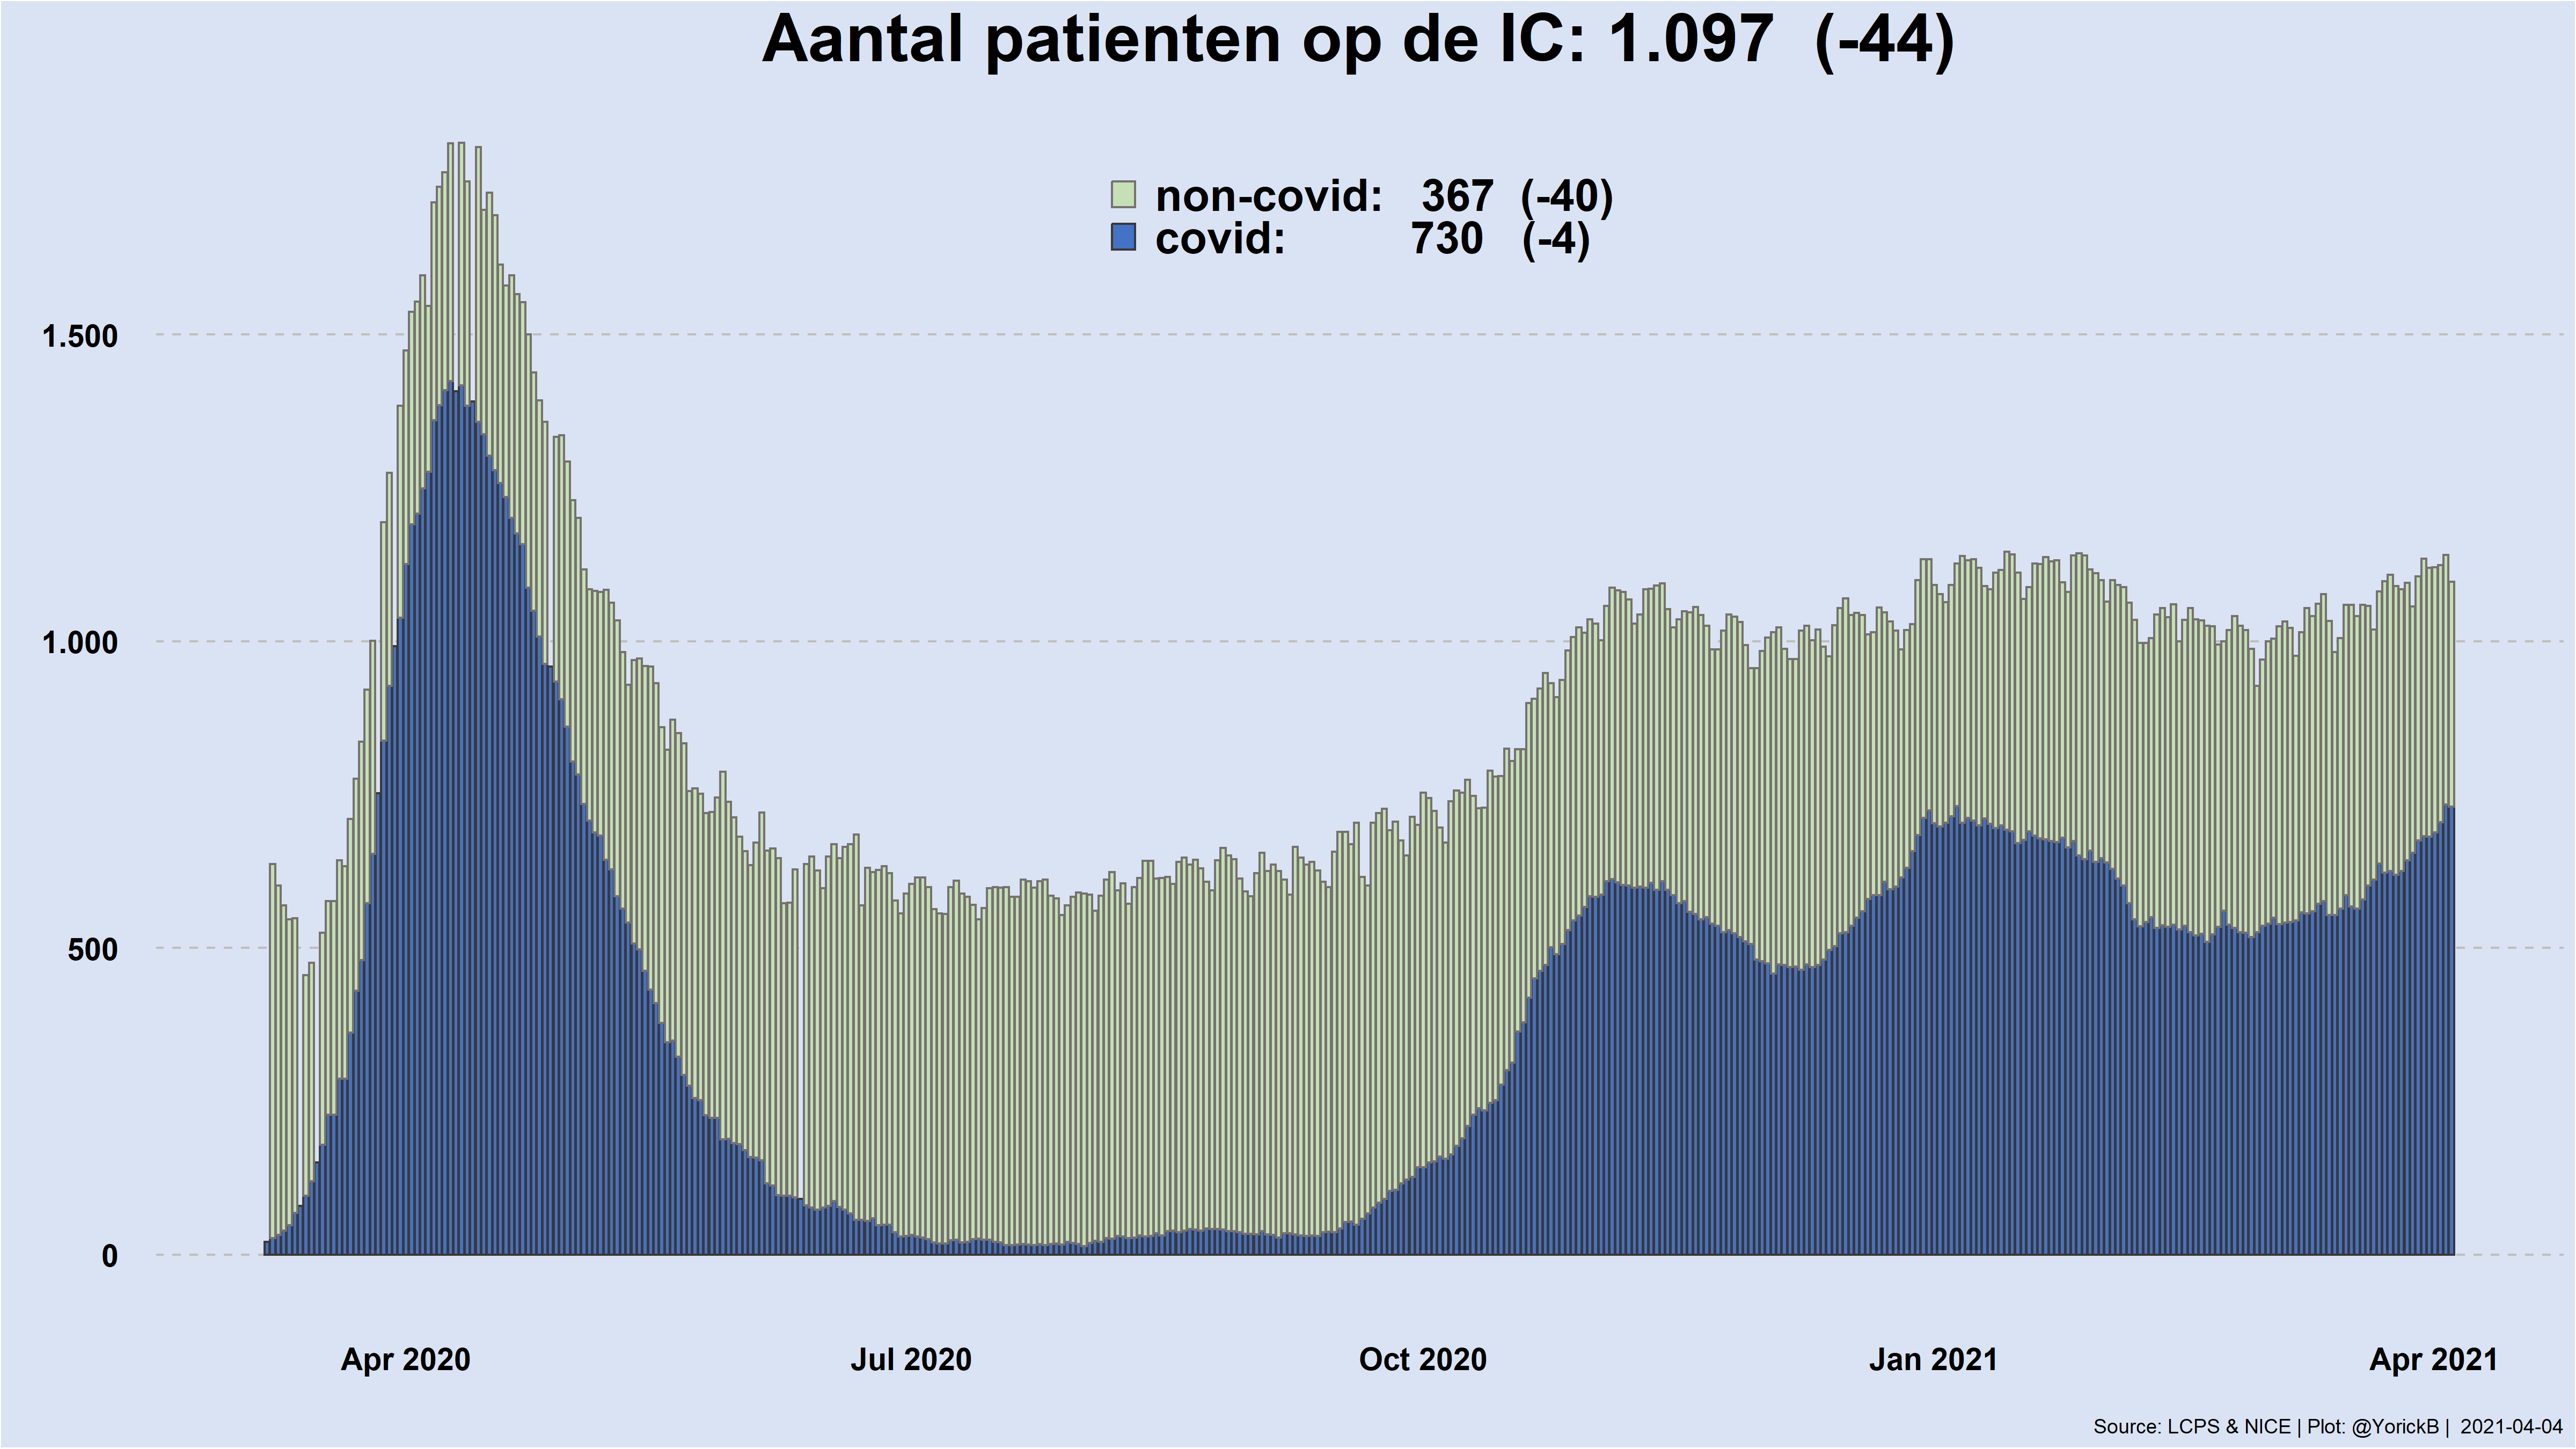 Aantal patienten op de IC: 1.097 (-44)
non-covid: 367 (-40)
covid: 730 (-4)
1.500
1.000
500
0
Apr 2020 Jul 2020 Oct 2020 Jan 2021 Apr 2021
Source: LCPS & NICE | Plot: @YorickB | 2021-04-04